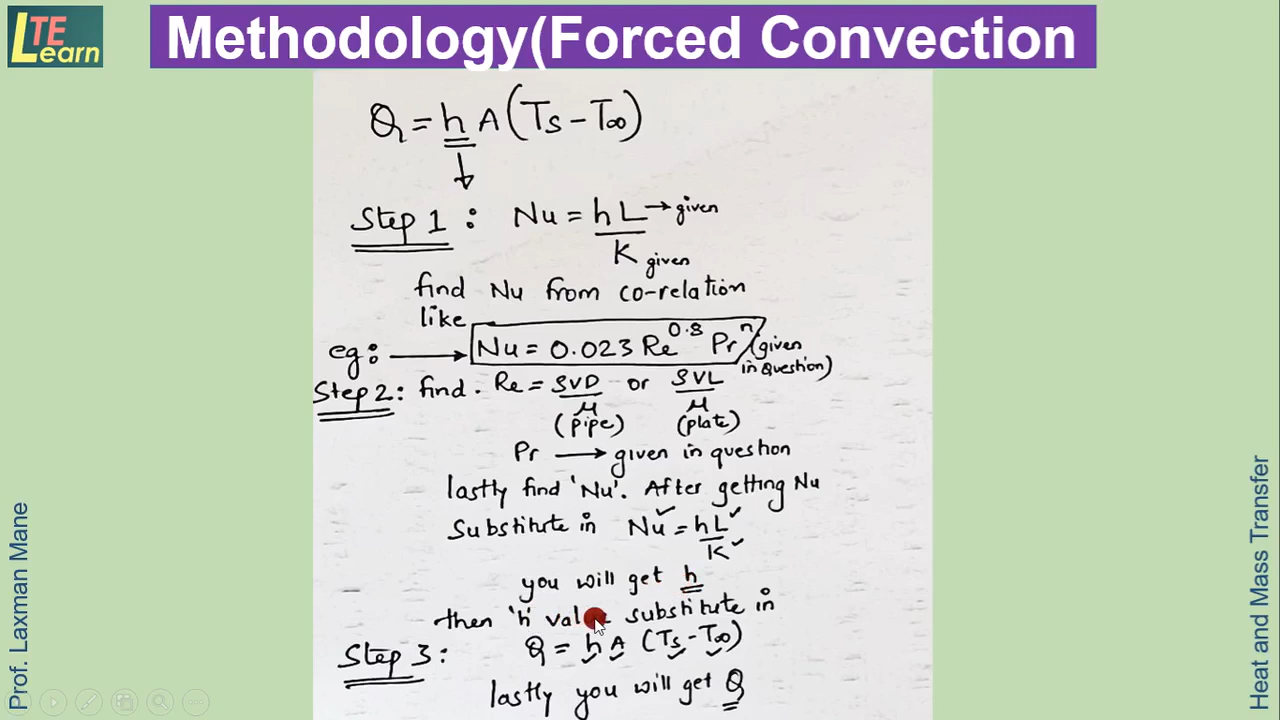 LTE
Learn
Methodology(Forced Convection
Q = h A (Ts - T∞)
Step 1 : Nu = hL → given
K given
find Nu from co-relation
like
eg: → Nu = 0.023 Re^0.8 Pr^n (given
in Question)
Step 2: find. Re = ρVD/μ or ρVL/μ
(pipe) (plate)
Pr → given in question
lastly find 'Nu'. After getting Nu
Substitute in Nu = hL/K
you will get h
then 'h' value substitute in
Step 3: Q = h A (Ts - T∞)
lastly you will get Q
Prof. Laxman Mane
Heat and Mass Transfer